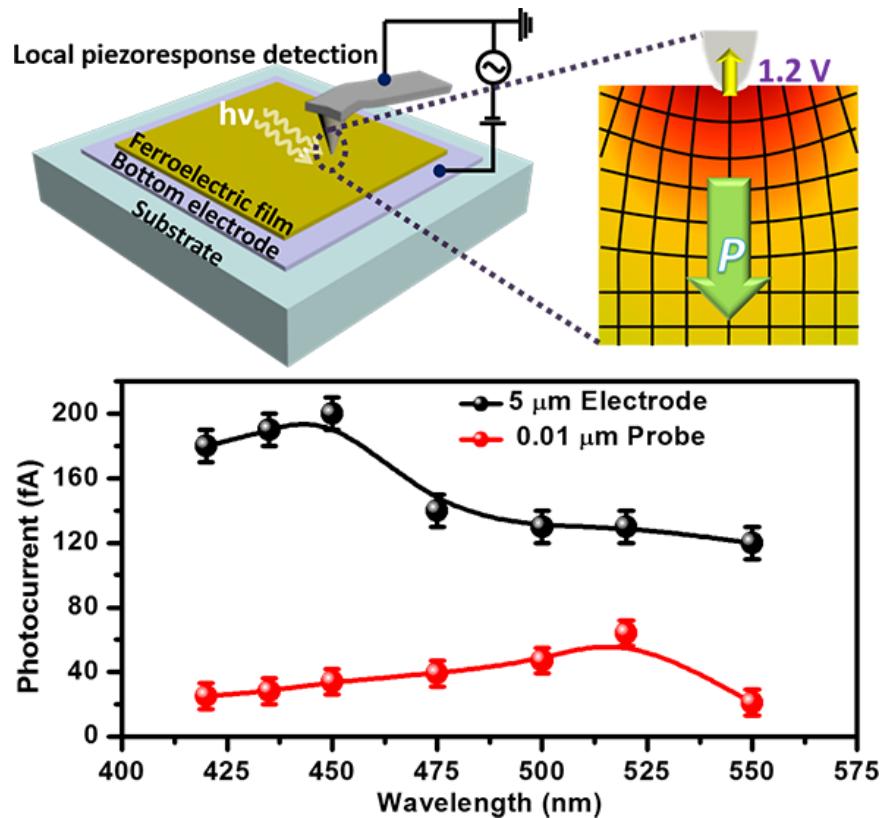 Local piezoresponse detection
1.2 V
hν
Ferroelectric film
Bottom electrode
Substrate
P
5 μm Electrode
0.01 μm Probe
Photocurrent (fA)
200
160
120
80
40
0
400 425 450 475 500 525 550 575
Wavelength (nm)